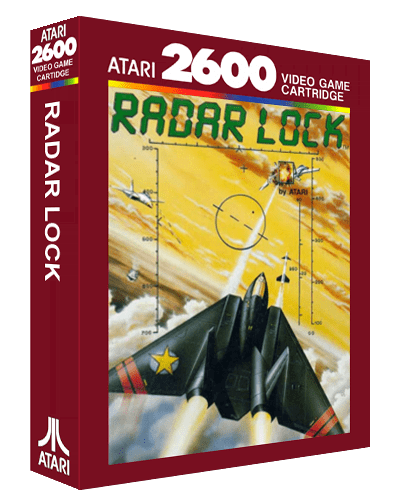 ATARI
2600
VIDEO GAME
CARTRIDGE
RADAR LOCK
ATARI
ATARI 2600 VIDEO GAME
CARTRIDGE
RADAR LOCK
by ATARI